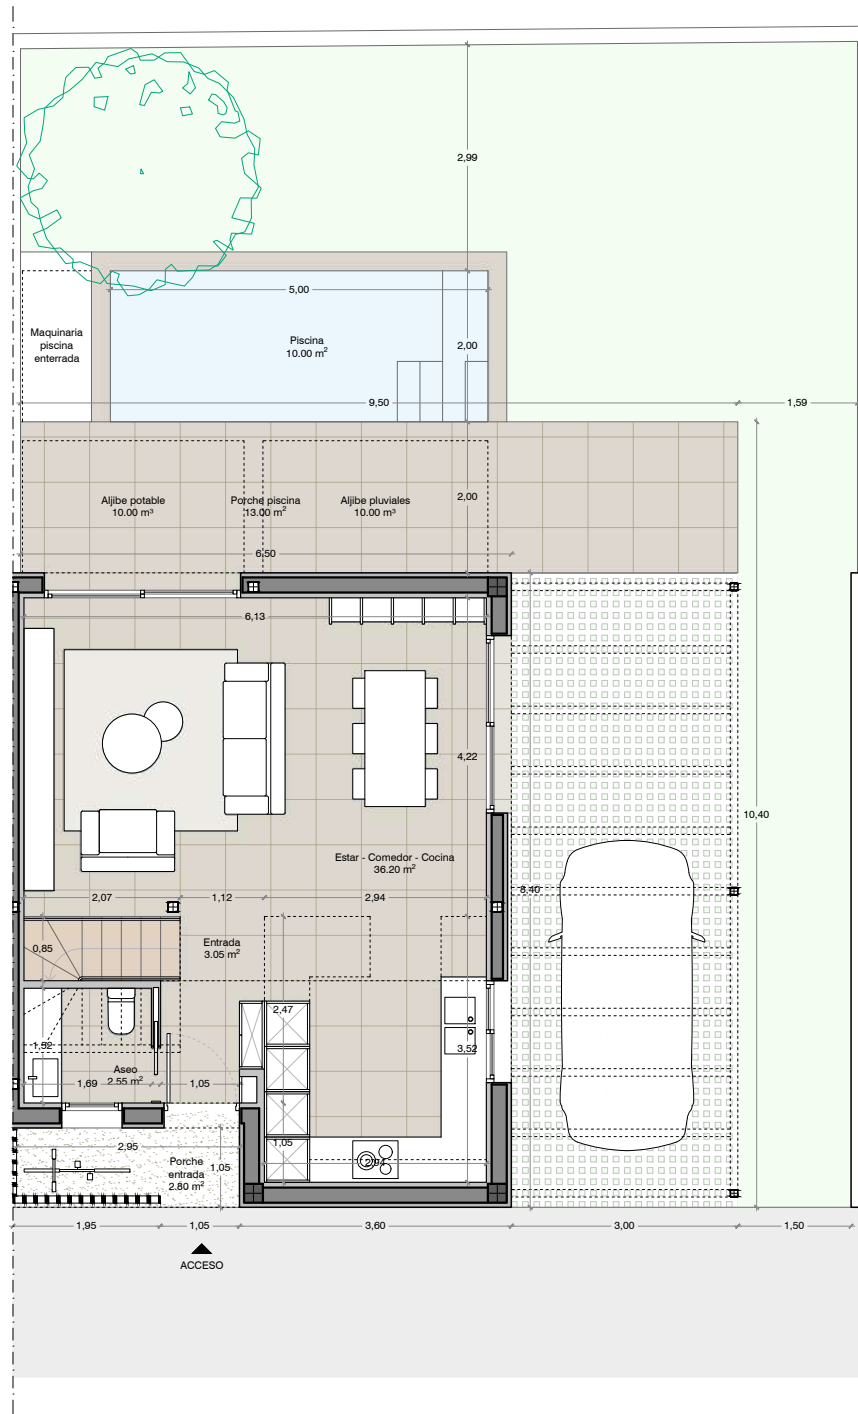 2,99
5,00
Maquinaria
piscina
enterrada
Piscina
10.00 m²
2,00
9,50
1,59
Aljibe potable
10.00 m³
Porche piscina
13.00 m²
Aljibe pluviales
10.00 m³
2,00
6,50
6,13
4,22
10,40
Estar - Comedor - Cocina
36.20 m²
2,07
1,12
2,94
8,40
0,85
Entrada
3.05 m²
2,47
1,52
3,52
Aseo
2.55 m²
1,69
1,05
1,05
2,95
2,94
Porche
entrada
2.80 m²
1,05
1,95
1,05
3,60
3,00
1,50
ACCESO